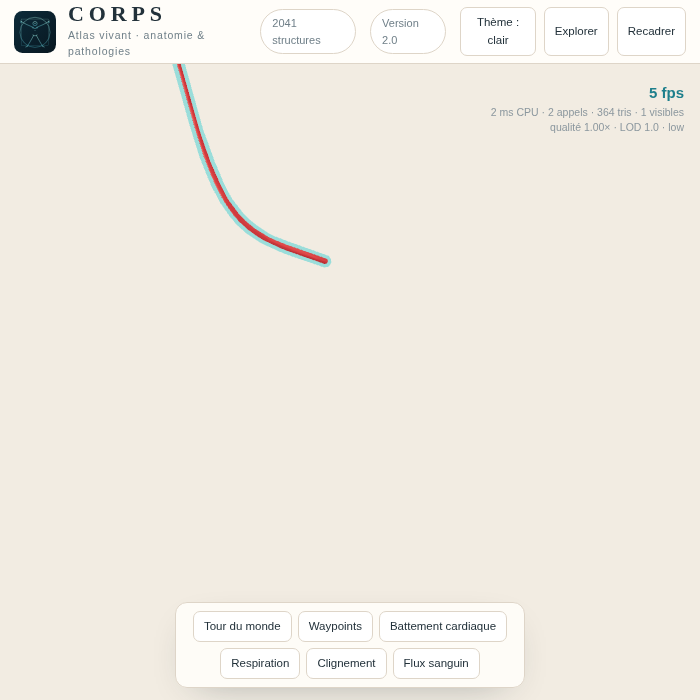 CORPS
Atlas vivant · anatomie &
pathologies
2041
structures
Version
2.0
Thème :
clair
Explorer
Recadrer
5 fps
2 ms CPU · 2 appels · 364 tris · 1 visibles
qualité 1.00× · LOD 1.0 · low
Tour du monde
Waypoints
Battement cardiaque
Respiration
Clignement
Flux sanguin